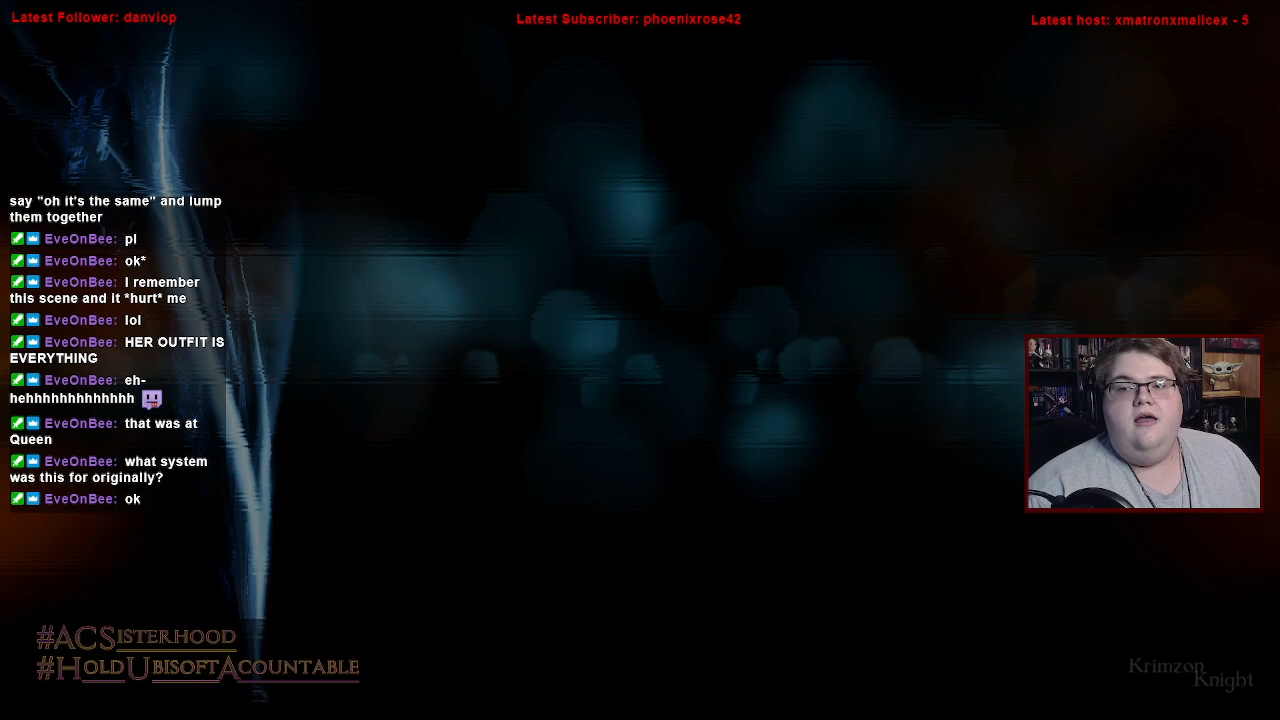 Latest Follower: danviop
Latest Subscriber: phoenixrose42
Latest host: xmatronxmalicex - 5
say "oh it's the same" and lump
them together
EveOnBee: pl
EveOnBee: ok*
EveOnBee: I remember
this scene and it *hurt* me
EveOnBee: lol
EveOnBee: HER OUTFIT IS
EVERYTHING
EveOnBee: eh-
hehhhhhhhhhhhhh
EveOnBee: that was at
Queen
EveOnBee: what system
was this for originally?
EveOnBee: ok
#ACSisterhood
#HoldUbisoftAcountable
Krimzon
Knight